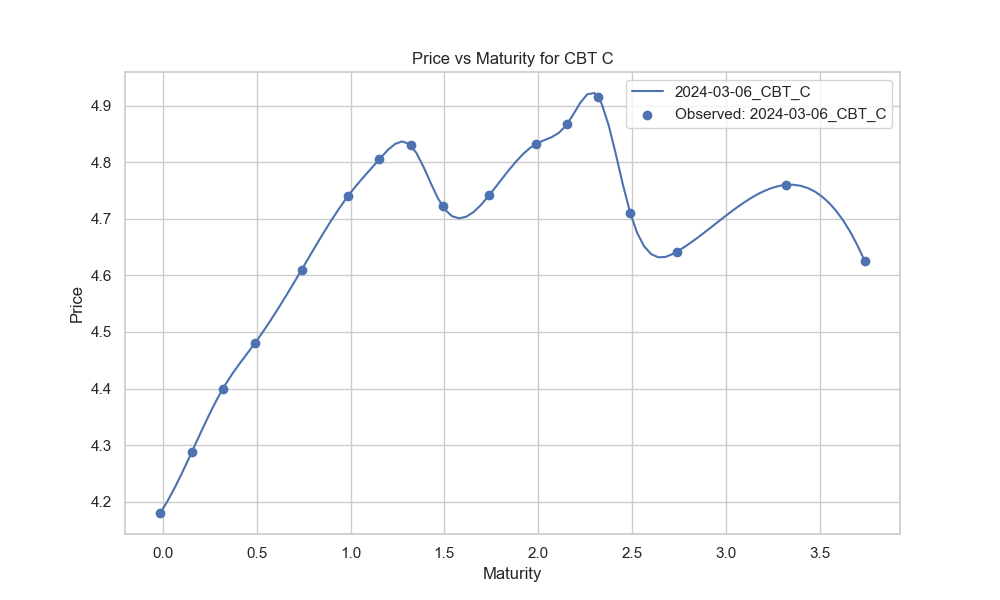 Price vs Maturity for CBT C
2024-03-06_CBT_C
Observed: 2024-03-06_CBT_C
4.9
4.8
4.7
4.6
4.5
4.4
4.3
4.2
Price
0.0 0.5 1.0 1.5 2.0 2.5 3.0 3.5
Maturity